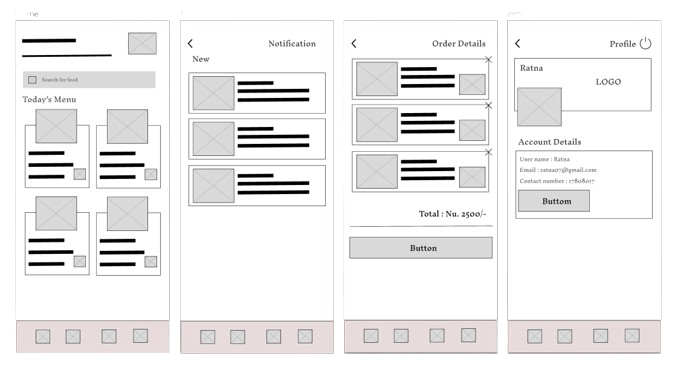 Search for food
Today's Menu
Notification
New
Order Details
Total : Nu. 2500/-
Button
Profile
Ratna
LOGO
Account Details
User name : Ratna
Email : ratna07@gmail.com
Contact number : 17808017
Buttom